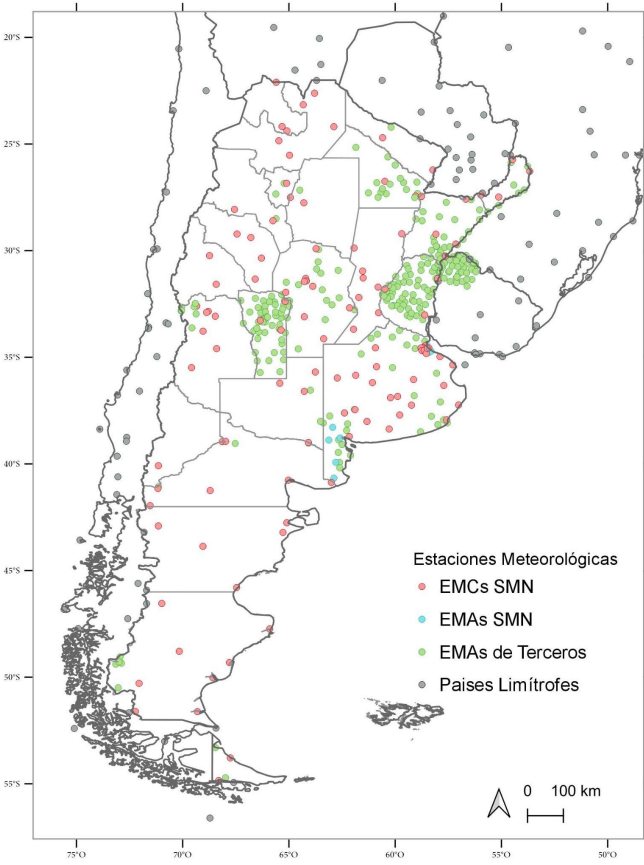 20°S
25°S
30°S
35°S
40°S
45°S
50°S
55°S
Estaciones Meteorológicas
EMCs SMN
EMAs SMN
EMAs de Terceros
Paises Limítrofes
0 100 km
75°O 70°O 65°O 60°O 55°O 50°O